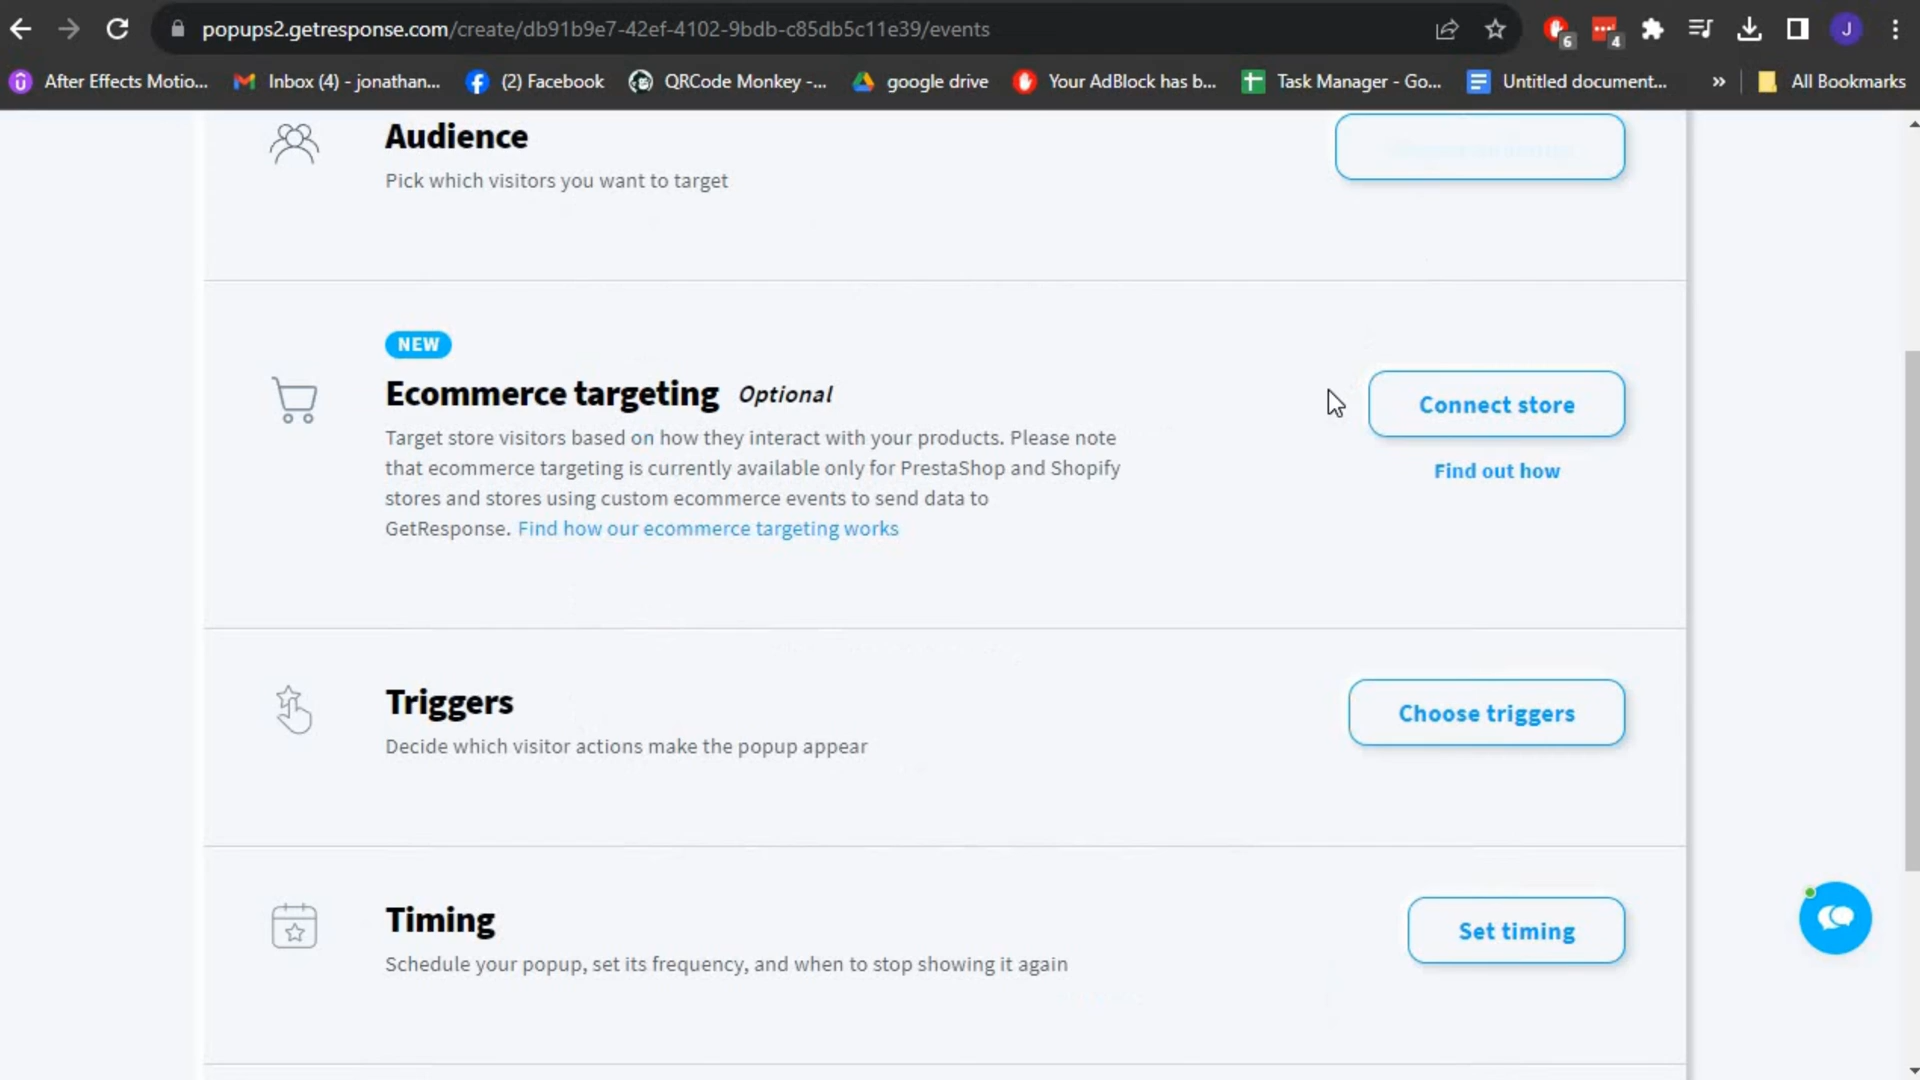 popups2.getresponse.com/create/db91b9e7-42ef-4102-9bdb-c85db5c11e39/events
6
4
J
After Effects Motio...
Inbox (4) - jonathan...
(2) Facebook
QRCode Monkey -...
google drive
Your AdBlock has b...
Task Manager - Go...
Untitled document...
»
All Bookmarks
Audience
Pick which visitors you want to target
NEW
Ecommerce targeting Optional
Connect store
Target store visitors based on how they interact with your products. Please note
that ecommerce targeting is currently available only for PrestaShop and Shopify
Find out how
stores and stores using custom ecommerce events to send data to
GetResponse. Find how our ecommerce targeting works
Triggers
Choose triggers
Decide which visitor actions make the popup appear
Timing
Set timing
Schedule your popup, set its frequency, and when to stop showing it again